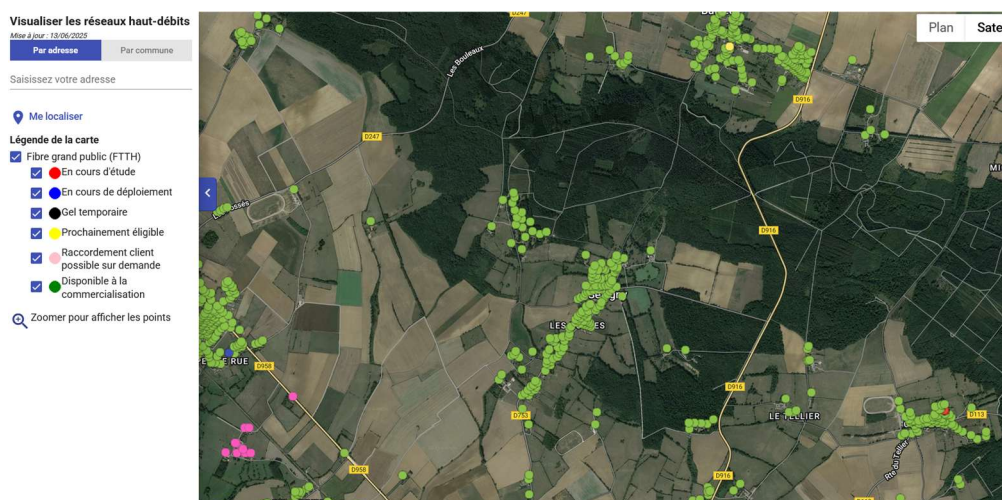 Visualiser les réseaux haut-débits
Mise à jour : 13/06/2025
Par adresse
Par commune
Saisissez votre adresse
Me localiser
Légende de la carte
Fibre grand public (FTTH)
En cours d'étude
En cours de déploiement
Gel temporaire
Prochainement éligible
Raccordement client
possible sur demande
Disponible à la
commercialisation
Zoomer pour afficher les points
Plan
Sate
D247
Les Bouleaux
D916
D247
D916
LE TELLIER
D916
D958
D753
D113
Rte du Tellier
D958
D916